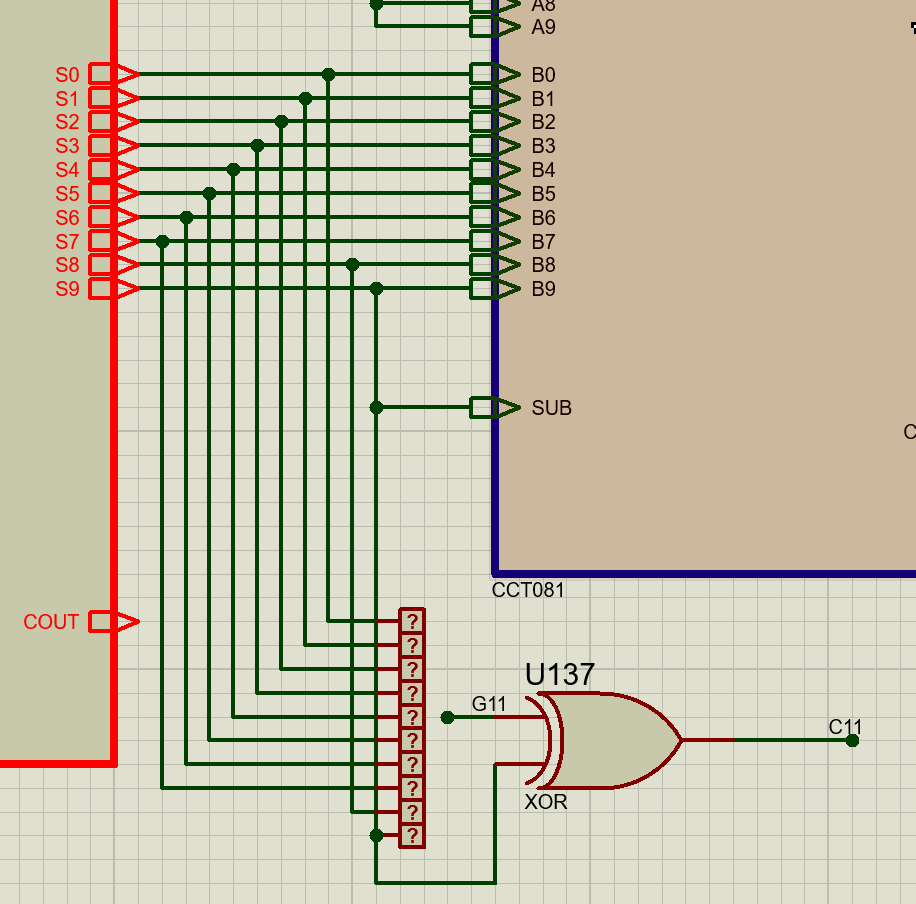 A8
A9
S0 B0
S1 B1
S2 B2
S3 B3
S4 B4
S5 B5
S6 B6
S7 B7
S8 B8
S9 B9
SUB
C
CCT081
COUT
?
?
?
?
?
?
?
?
?
?
U137
G11
C11
XOR